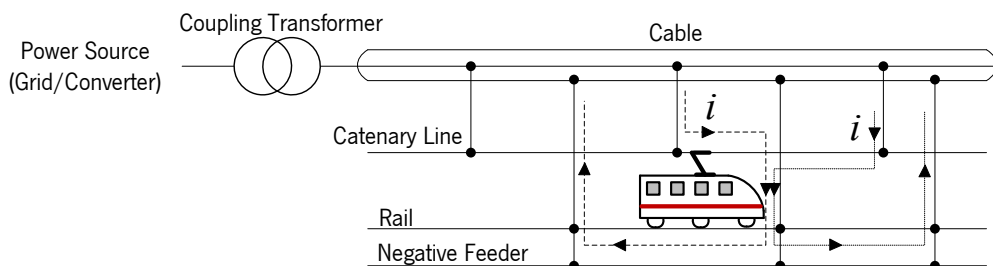 Coupling Transformer
Power Source
(Grid/Converter)
Cable
i
i
Catenary Line
Rail
Negative Feeder